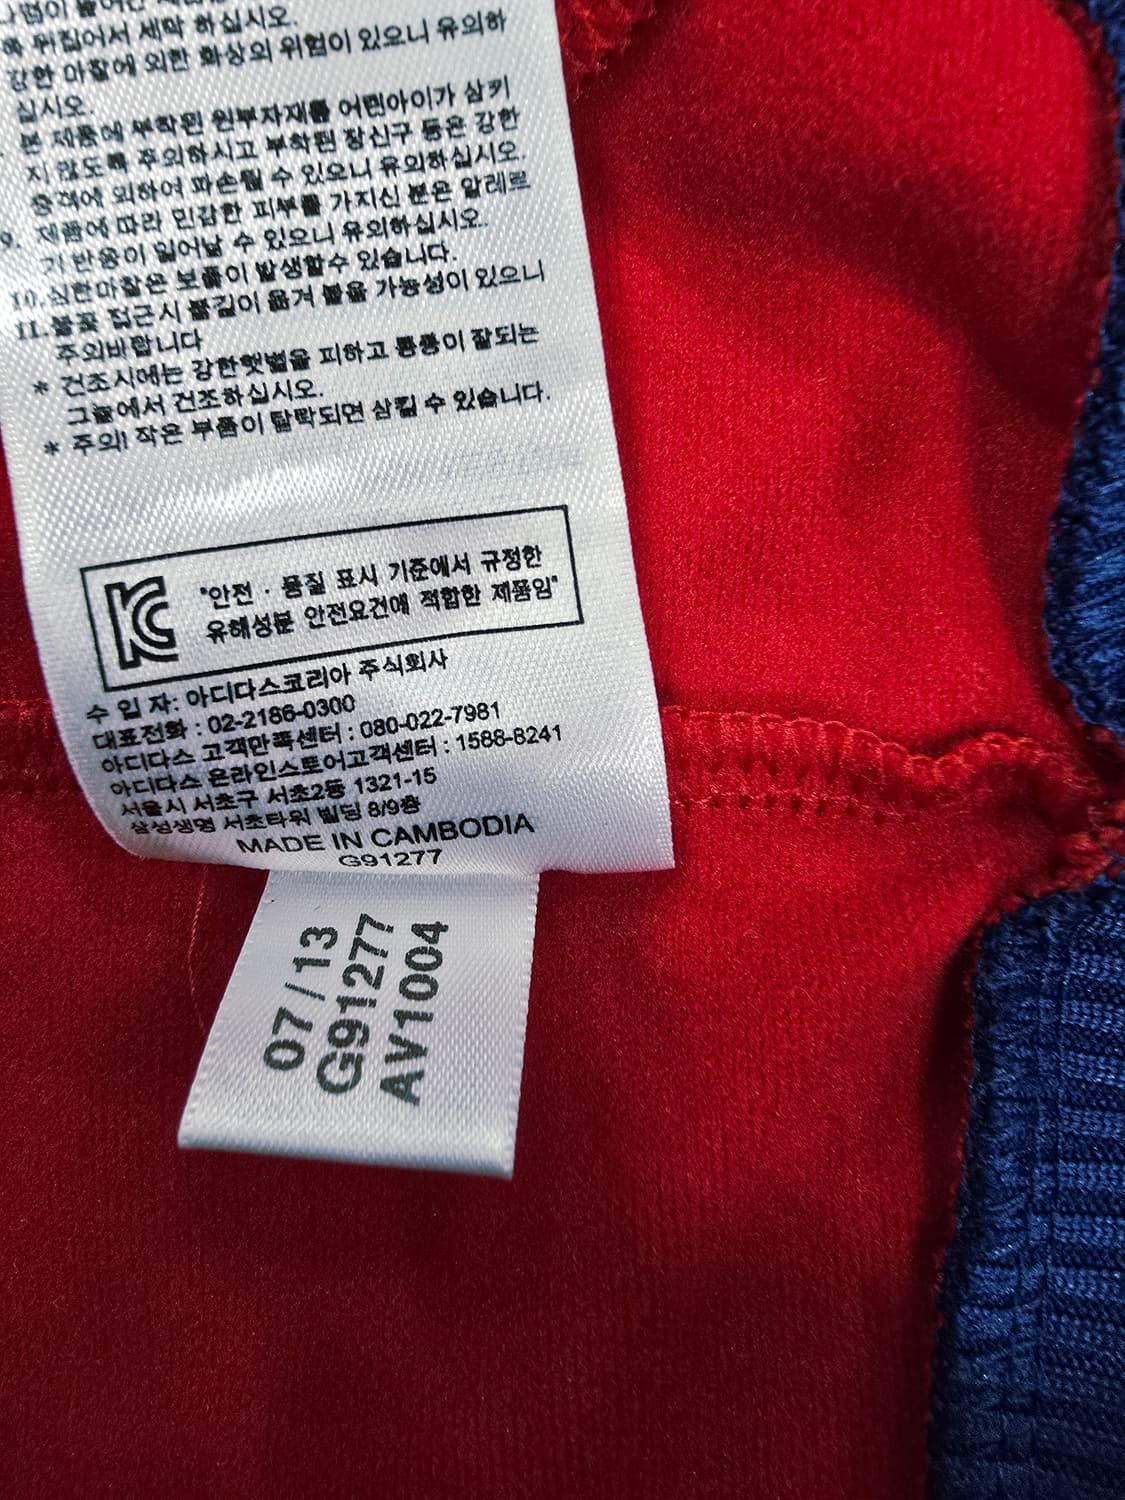 록 뒤집어서 세탁 하십시오.
강한 마찰에 의한 화상의 위험이 있으니 유의하
십시오.
본 제품에 부착된 원부자재를 어린아이가 삼키
지 않도록 주의하시고 부착된 장신구 등은 강한
충격에 의하여 파손될 수 있으니 유의하십시오.
9. 제품에 따라 민감한 피부를 가지신 분은 알레르
기 반응이 일어날 수 있으니 유의하십시오.
10.심한마찰은 보풀이 발생할수 있습니다.
11.불꽃 접근시 불길이 옮겨 붙을 가능성이 있으니
주의바랍니다
* 건조시에는 강한햇볕을 피하고 통풍이 잘되는
그늘에서 건조하십시오.
* 주의! 작은 부품이 탈락되면 삼킬 수 있습니다.
"안전 · 품질 표시 기준에서 규정한
유해성분 안전요건에 적합한 제품임"
수 입 자: 아디다스코리아 주식회사
대표전화 : 02-2186-0300
아디다스 고객만족센터 : 080-022-7981
아디다스 온라인스토어고객센터 : 1588-8241
서울시 서초구 서초2동 1321-15
삼성생명 서초타워 빌딩 8/9층
MADE IN CAMBODIA
G91277
07/13
G91277
AV1004